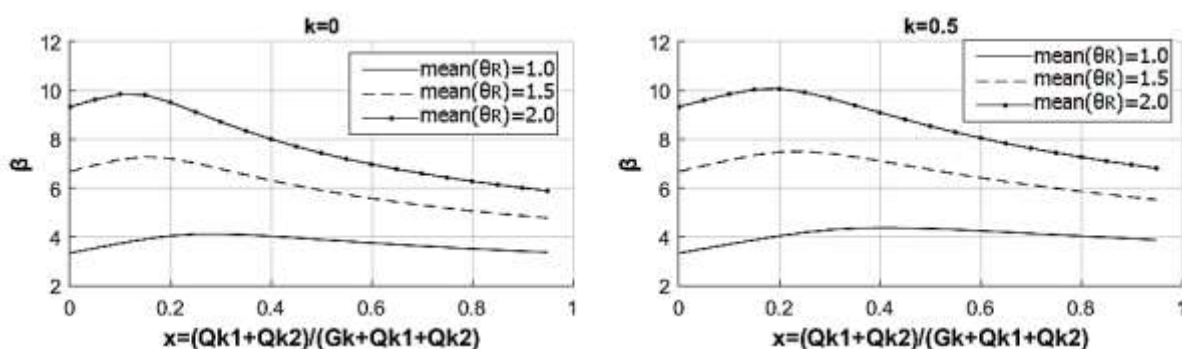 k=0
12
10
8
6
4
2
β
mean(θR)=1.0
mean(θR)=1.5
mean(θR)=2.0
0 0.2 0.4 0.6 0.8 1
x=(Qk1+Qk2)/(Gk+Qk1+Qk2)
k=0.5
12
10
8
6
4
2
β
mean(θR)=1.0
mean(θR)=1.5
mean(θR)=2.0
0 0.2 0.4 0.6 0.8 1
x=(Qk1+Qk2)/(Gk+Qk1+Qk2)